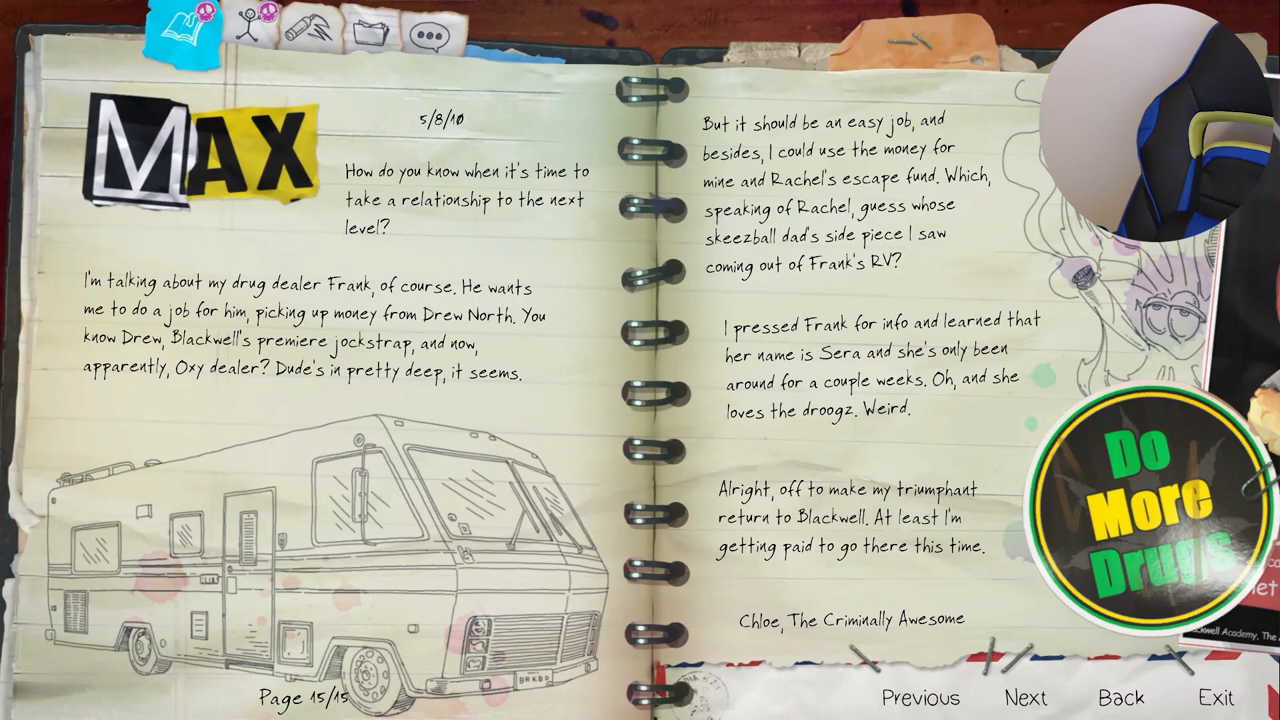 MAX
5/8/10
How do you know when it's time to
take a relationship to the next
level?
I'm talking about my drug dealer Frank, of course. He wants
me to do a job for him, picking up money from Drew North. You
know Drew, Blackwell's premiere jockstrap, and now,
apparently, Oxy dealer? Dude's in pretty deep, it seems.
BRKBD
Page 15/15
But it should be an easy job, and
besides, I could use the money for
mine and Rachel's escape fund. Which,
speaking of Rachel, guess whose
skeezball dad's side piece I saw
coming out of Frank's RV?
I pressed Frank for info and learned that
her name is Sera and she's only been
around for a couple weeks. Oh, and she
loves the droogz. Weird.
Alright, off to make my triumphant
return to Blackwell. At least I'm
getting paid to go there this time.
Chloe, The Criminally Awesome
Do
More
Drugs
Blackwell Academy, The
Previous Next Back Exit